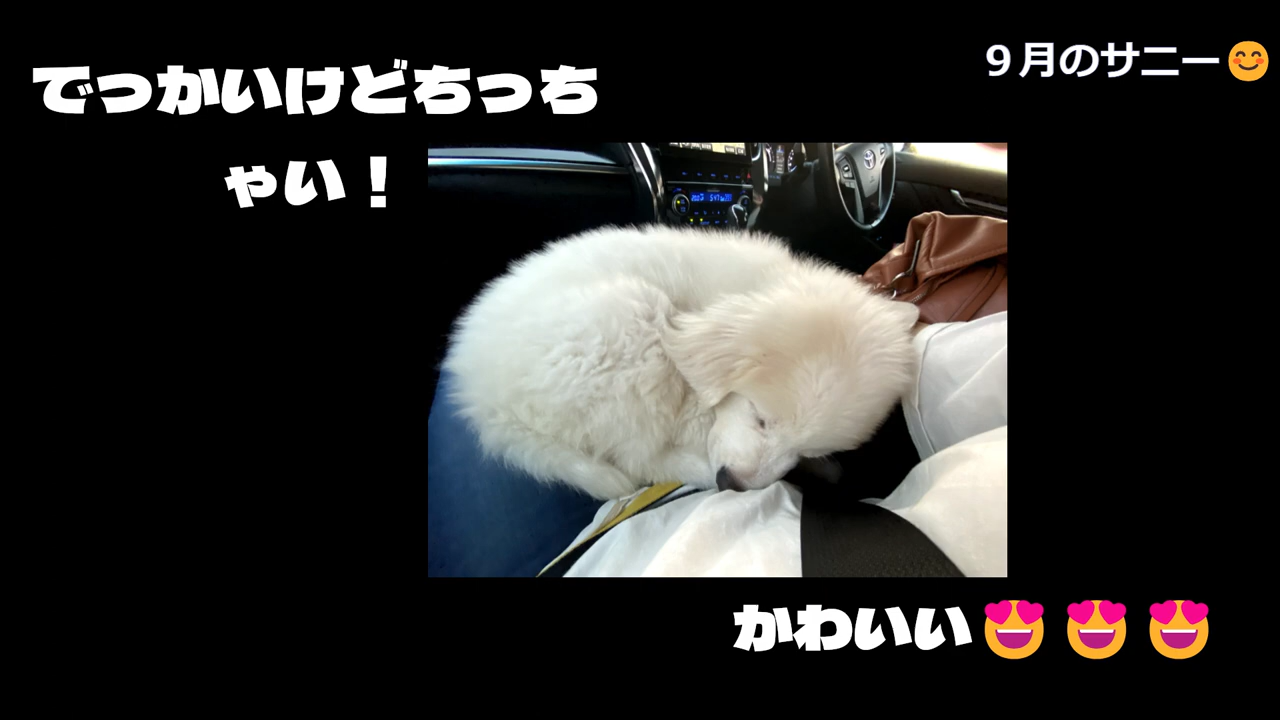 9月のサニー😊
でっかいけどちっち
ゃい！
かわいい😍😍😍